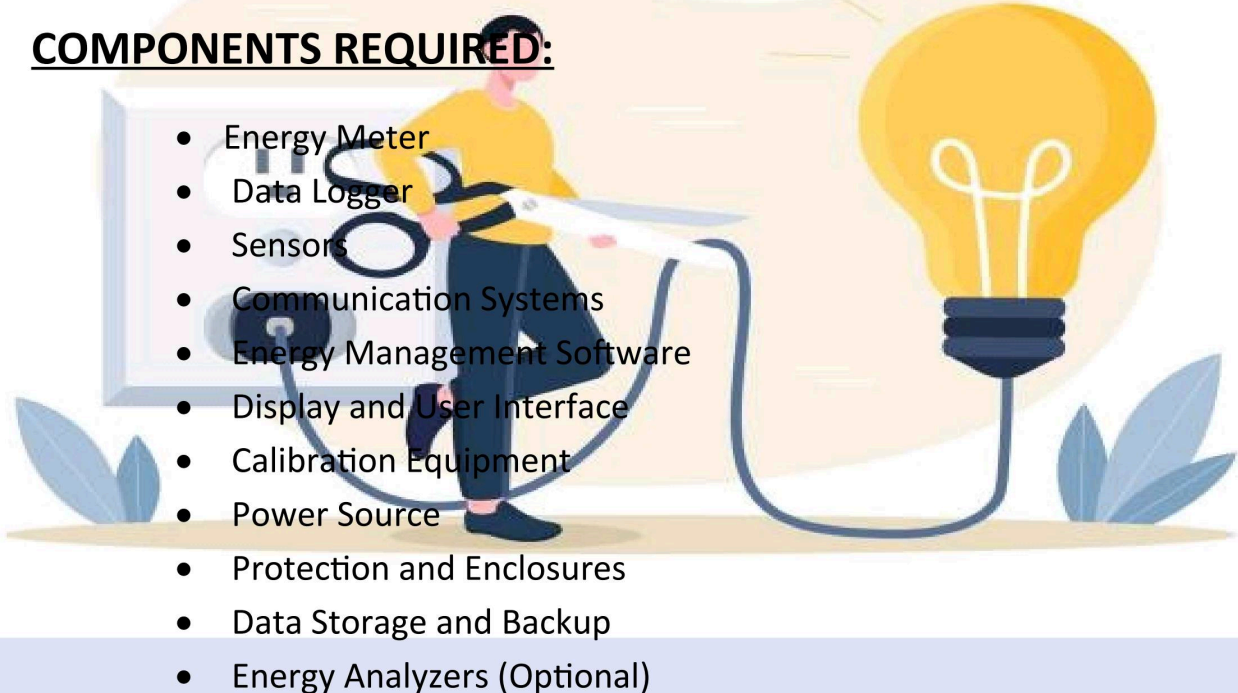 COMPONENTS REQUIRED:
• Energy Meter
• Data Logger
• Sensors
• Communication Systems
• Energy Management Software
• Display and User Interface
• Calibration Equipment
• Power Source
• Protection and Enclosures
• Data Storage and Backup
• Energy Analyzers (Optional)